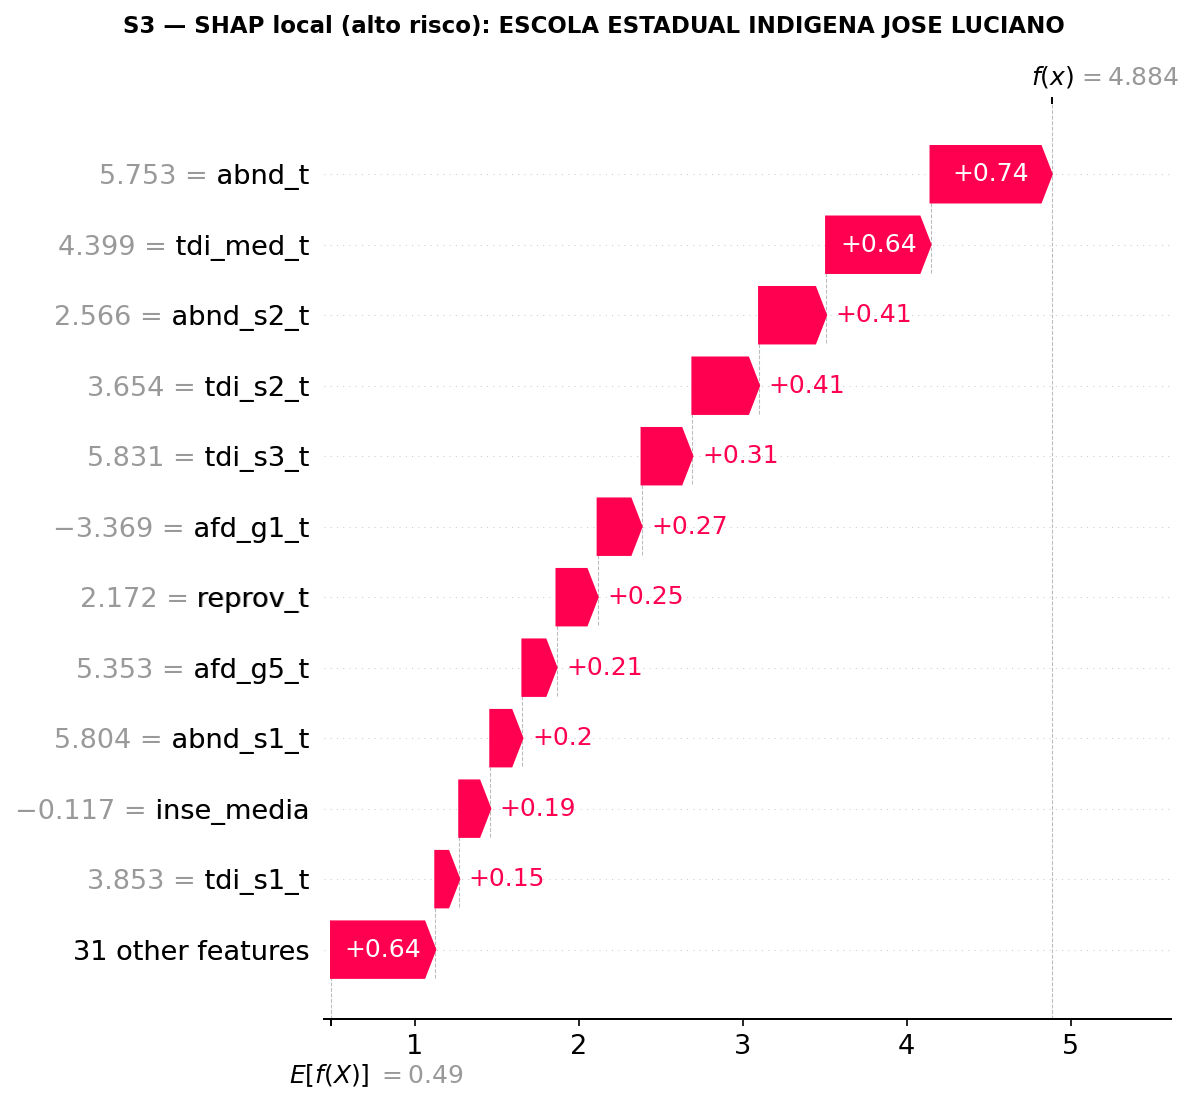 S3 — SHAP local (alto risco): ESCOLA ESTADUAL INDIGENA JOSE LUCIANO
f(x) = 4.884
5.753 = abnd_t +0.74
4.399 = tdi_med_t +0.64
2.566 = abnd_s2_t +0.41
3.654 = tdi_s2_t +0.41
5.831 = tdi_s3_t +0.31
−3.369 = afd_g1_t +0.27
2.172 = reprov_t +0.25
5.353 = afd_g5_t +0.21
5.804 = abnd_s1_t +0.2
−0.117 = inse_media +0.19
3.853 = tdi_s1_t +0.15
31 other features +0.64
1 2 3 4 5
E[f(X)] = 0.49